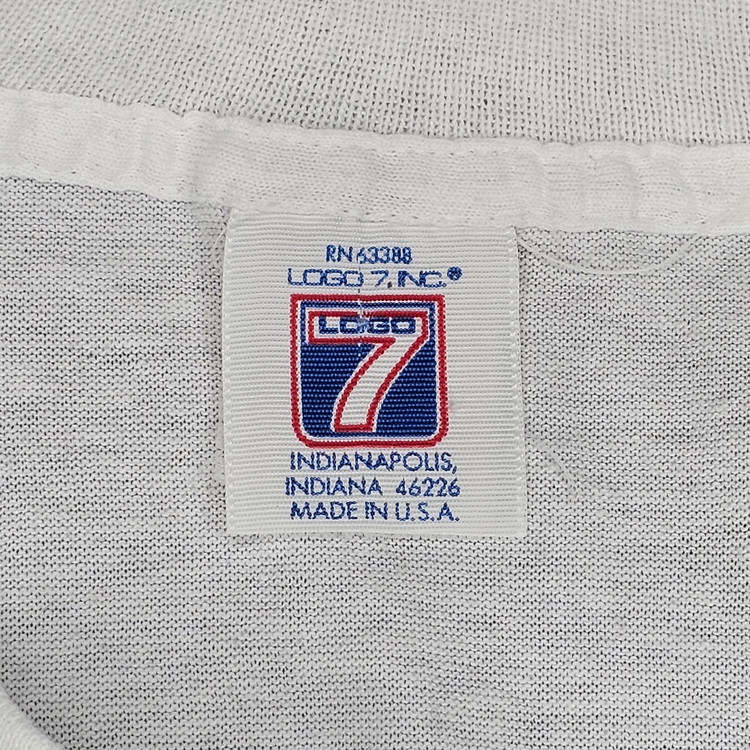 RN 63388
LOGO 7, INC.®
LOGO
7
INDIANAPOLIS,
INDIANA 46226
MADE IN U.S.A.